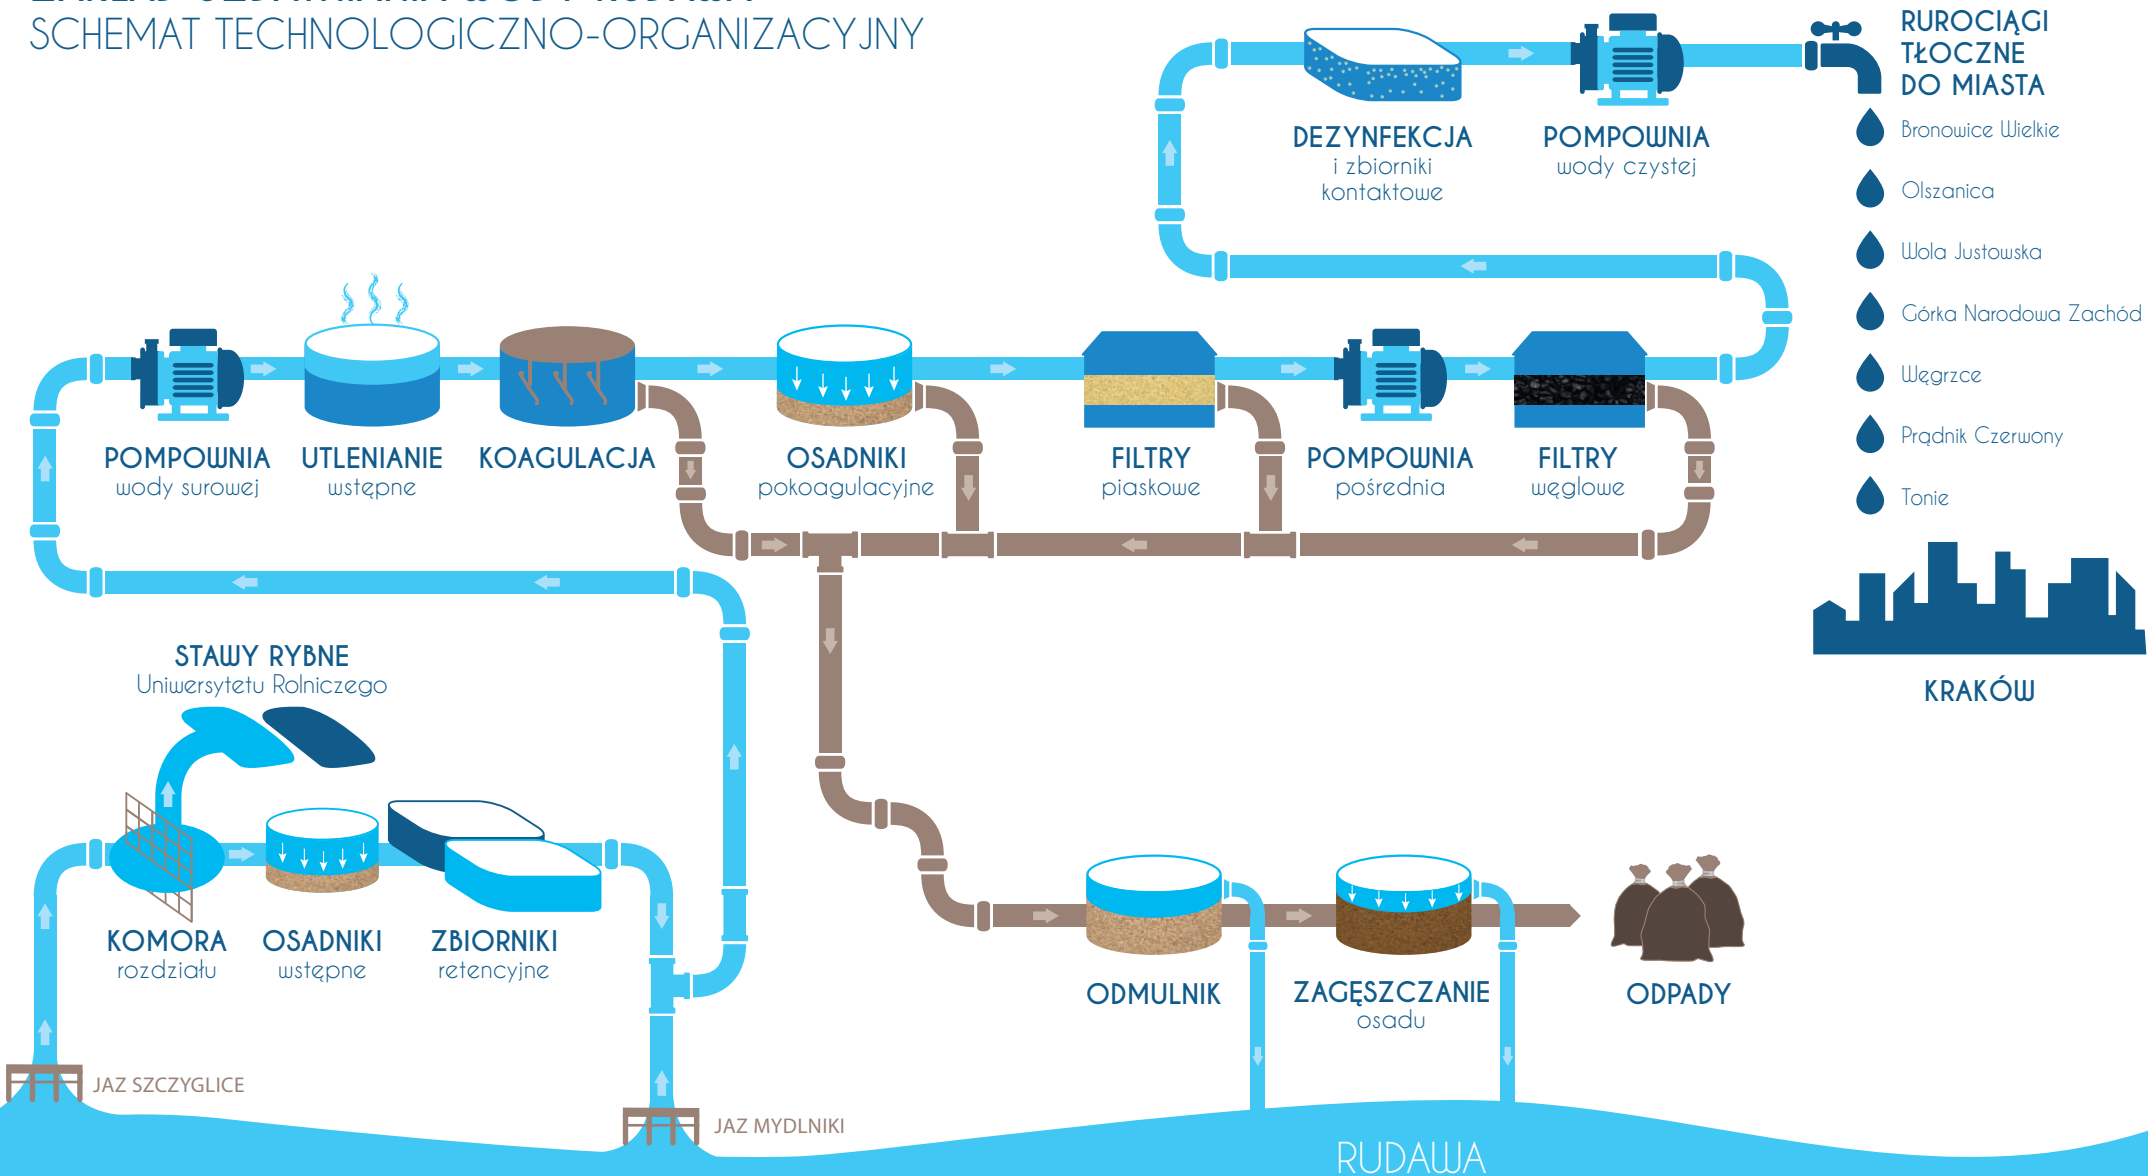 SCHEMAT TECHNOLOGICZNO-ORGANIZACYJNY
RUROCIĄGI
TŁOCZNE
DO MIASTA
Bronowice Wielkie
Olszanica
Wola Justowska
Górka Narodowa Zachód
Węgrzce
Prądnik Czerwony
Tonie
KRAKÓW
DEZYNFEKCJA
i zbiorniki
kontaktowe
POMPOWNIA
wody czystej
POMPOWNIA
wody surowej
UTLENIANIE
wstępne
KOAGULACJA
OSADNIKI
pokoagulacyjne
FILTRY
piaskowe
POMPOWNIA
pośrednia
FILTRY
węglowe
STAWY RYBNE
Uniwersytetu Rolniczego
KOMORA
rozdziału
OSADNIKI
wstępne
ZBIORNIKI
retencyjne
ODMULNIK
ZAGĘSZCZANIE
osadu
ODPADY
JAZ SZCZYGLICE
JAZ MYDLNIKI
RUDAWA